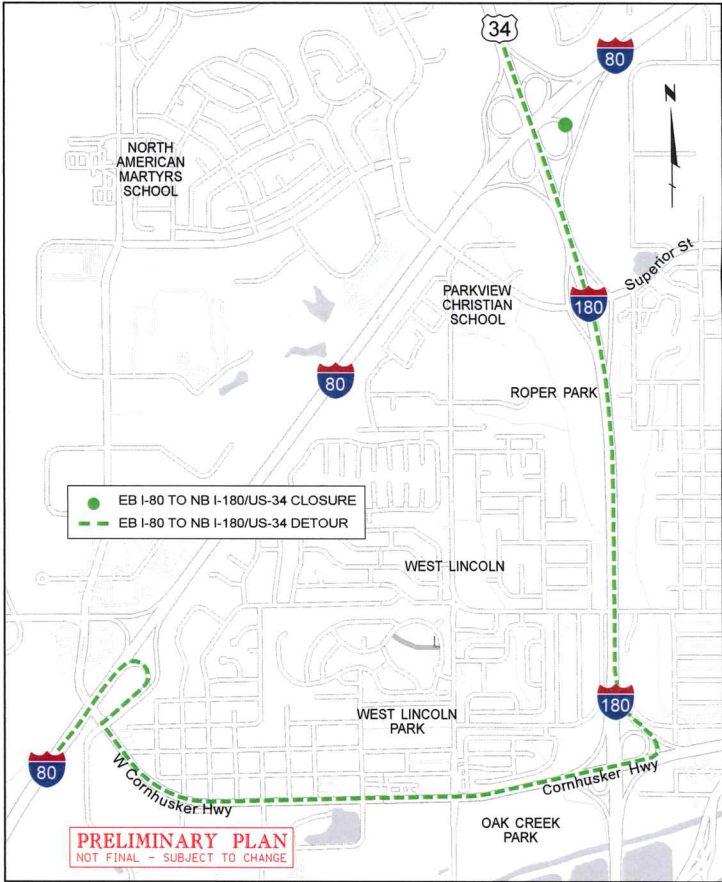 34
80
N
NORTH
AMERICAN
MARTYRS
SCHOOL
Superior St
PARKVIEW
CHRISTIAN
SCHOOL
180
80
ROPER PARK
EB I-80 TO NB I-180/US-34 CLOSURE
EB I-80 TO NB I-180/US-34 DETOUR
WEST LINCOLN
180
WEST LINCOLN
PARK
80
W Cornhusker Hwy
Cornhusker Hwy
OAK CREEK
PARK
PRELIMINARY PLAN
NOT FINAL - SUBJECT TO CHANGE